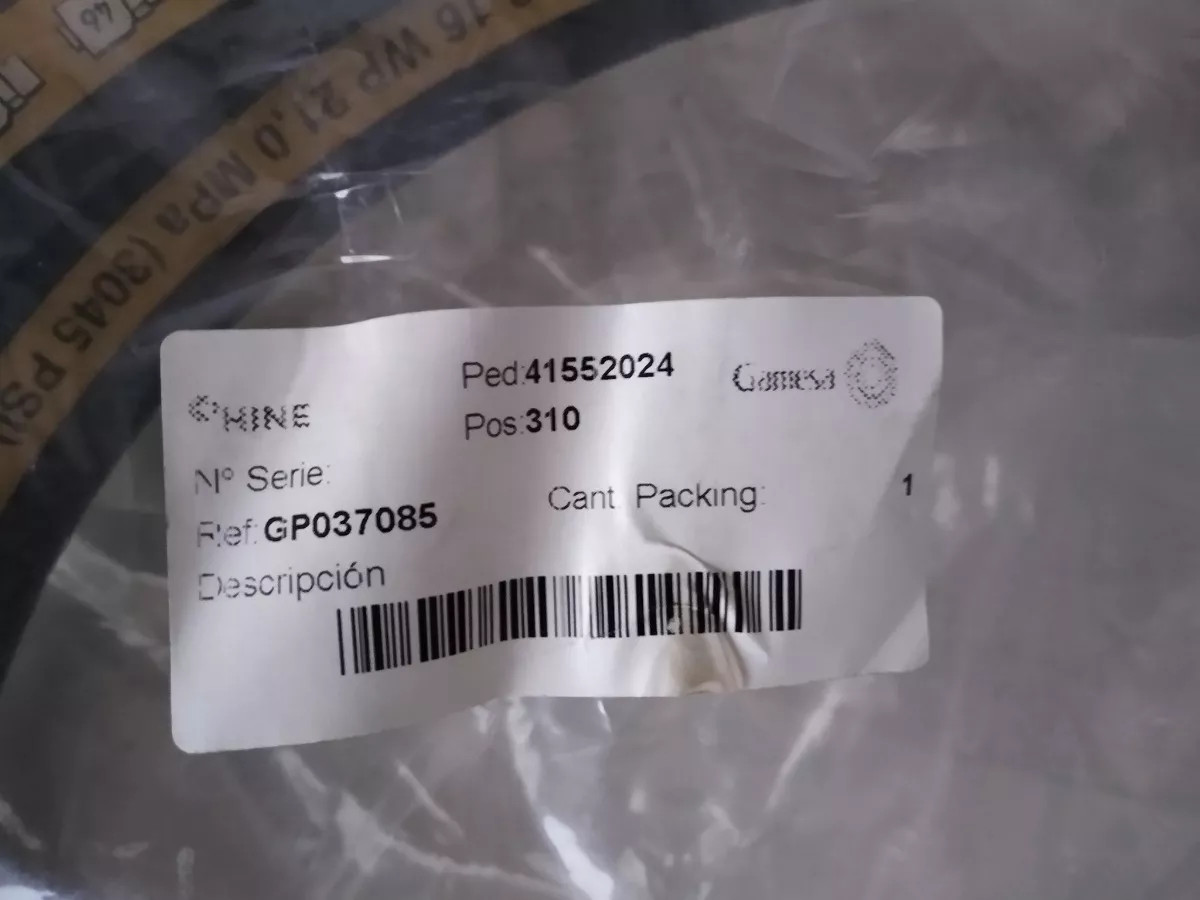 46
16 WP 21,0 MPa (3045 PSI)
HINE
Ped:41552024
Gamesa
Pos:310
Nº Serie:
Ref:GP037085
Cant. Packing: 1
Descripción